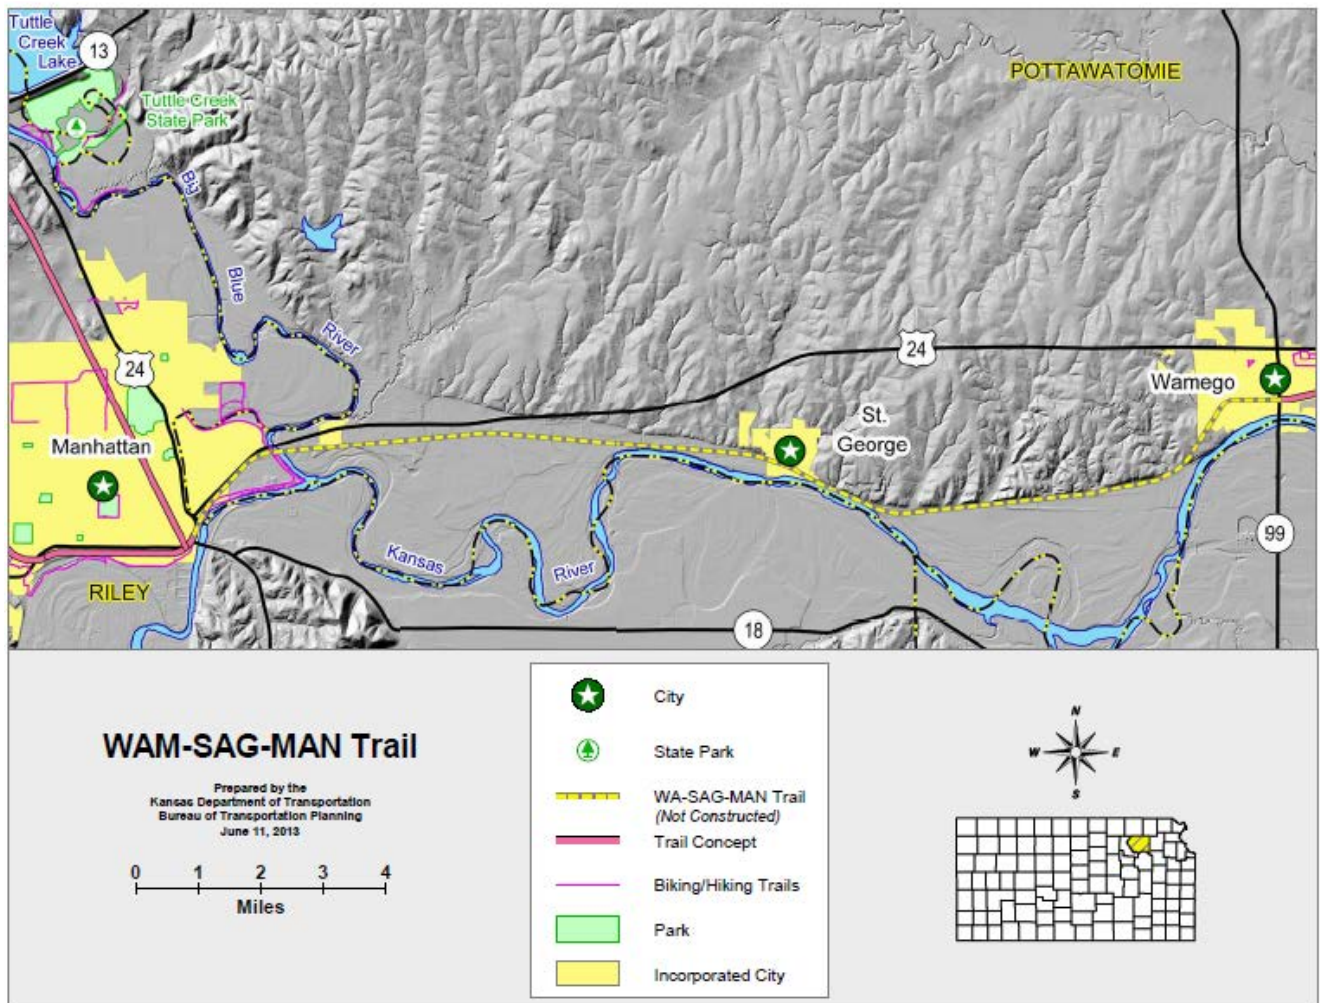 Tuttle
Creek
Lake
13
Tuttle Creek
State Park
POTTAWATOMIE
Big
Blue
River
24
24
Wamego
St.
George
Manhattan
Kansas
River
99
RILEY
18
WAM-SAG-MAN Trail
Prepared by the
Kansas Department of Transportation
Bureau of Transportation Planning
June 11, 2013
0 1 2 3 4
Miles
City
State Park
WA-SAG-MAN Trail
(Not Constructed)
Trail Concept
Biking/Hiking Trails
Park
Incorporated City
N
W E
S